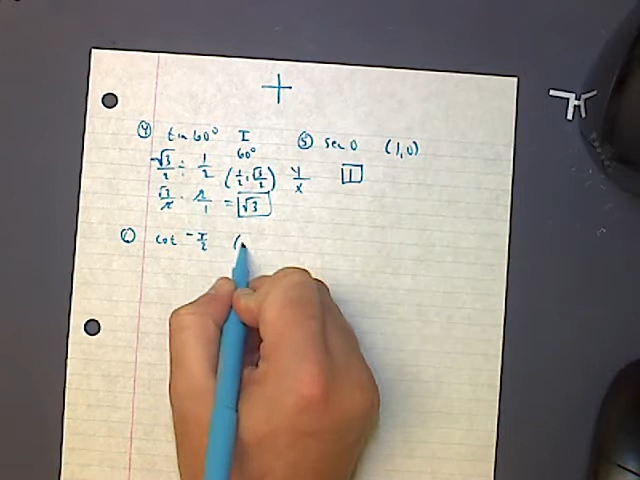 ④ tan 60° I ⑤ sec 0 (1,0)
60°
√3/2 ÷ 1/2 (1/2, √3/2) y/x 1
√3/2 · 2/1 = √3
⑥ cot -π/2 (